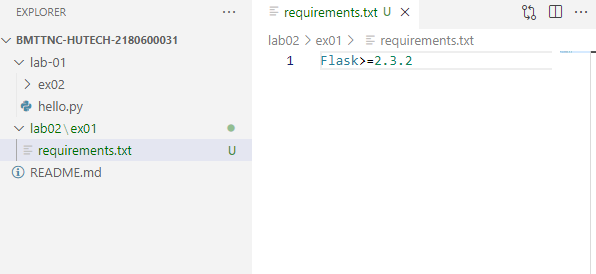 EXPLORER
BMTTNC-HUTECH-2180600031
lab-01
ex02
hello.py
lab02\ex01
requirements.txt U
README.md
requirements.txt U
lab02 > ex01 > requirements.txt
1 Flask>=2.3.2